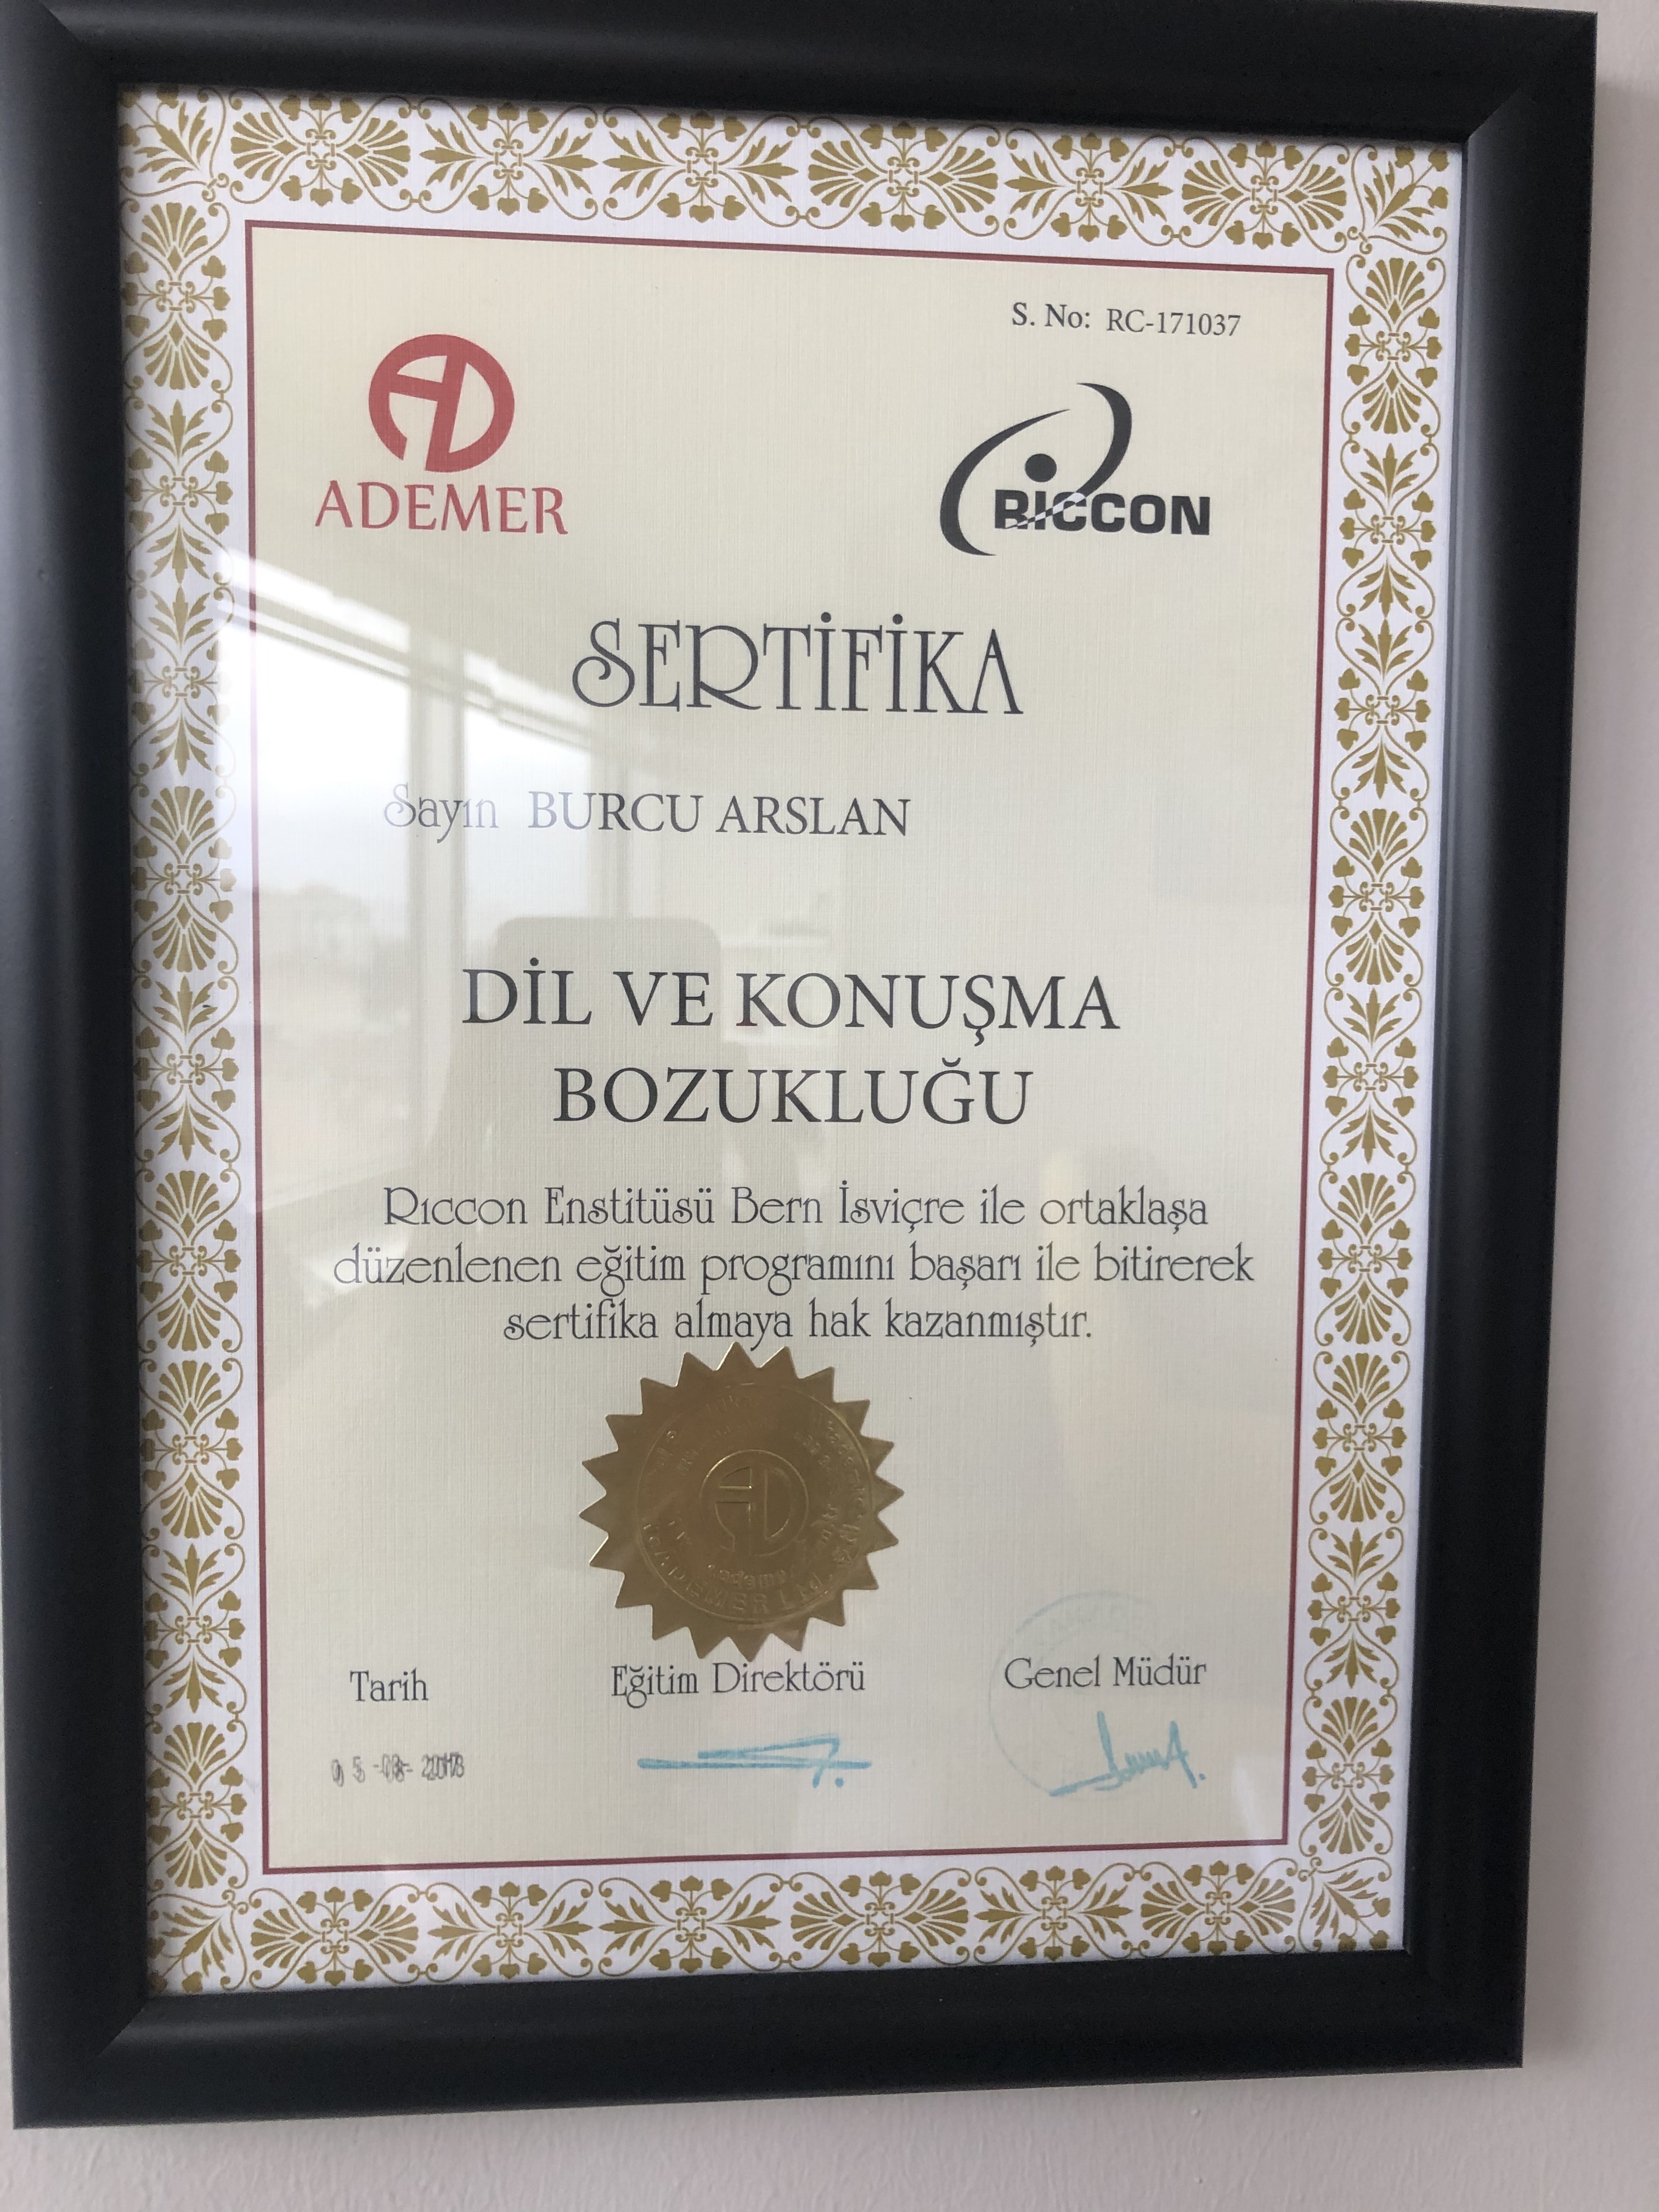 S. No: RC-171037
ADEMER
RICCON
SERTİFİKA
Sayın BURCU ARSLAN
DİL VE KONUŞMA
BOZUKLUĞU
Rıccon Enstitüsü Bern İsviçre ile ortaklaşa
düzenlenen eğitim programını başarı ile bitirerek
sertifika almaya hak kazanmıştır.
ADEMER
Tarih
Eğitim Direktörü
Genel Müdür